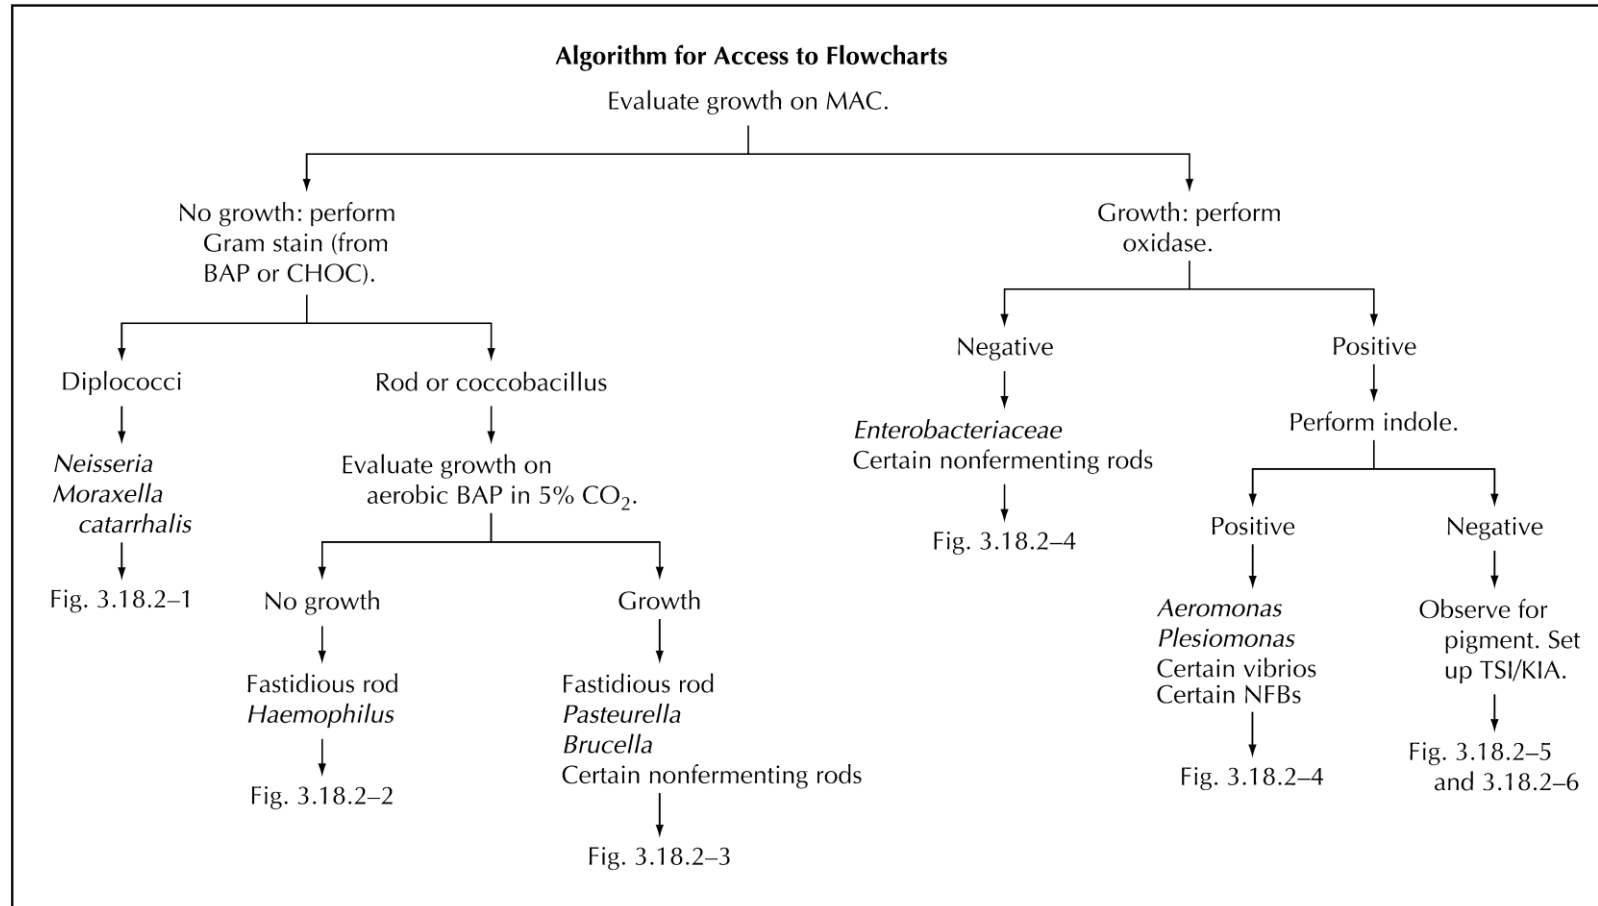 Algorithm for Access to Flowcharts
Evaluate growth on MAC.
No growth: perform
Gram stain (from
BAP or CHOC).
Growth: perform
oxidase.
Diplococci
Rod or coccobacillus
Negative
Positive
Neisseria
Moraxella
catarrhalis
Evaluate growth on
aerobic BAP in 5% CO₂.
Enterobacteriaceae
Certain nonfermenting rods
Perform indole.
Fig. 3.18.2–1
No growth
Growth
Fig. 3.18.2–4
Positive
Negative
Fastidious rod
Haemophilus
Fig. 3.18.2–2
Fastidious rod
Pasteurella
Brucella
Certain nonfermenting rods
Fig. 3.18.2–3
Aeromonas
Plesiomonas
Certain vibrios
Certain NFBs
Fig. 3.18.2–4
Observe for
pigment. Set
up TSI/KIA.
Fig. 3.18.2–5
and 3.18.2–6